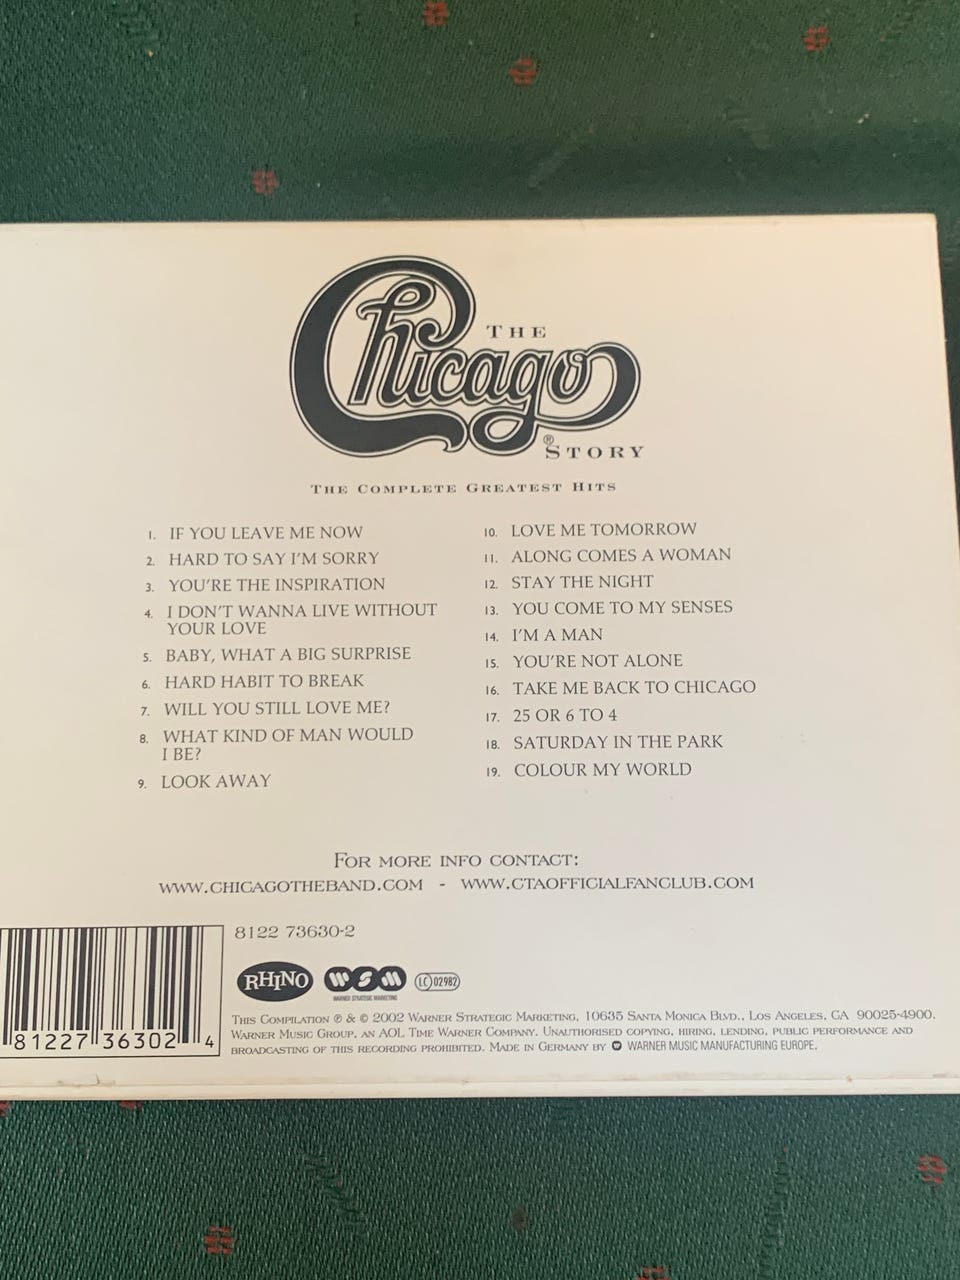 THE
Chicago
®
STORY
THE COMPLETE GREATEST HITS
1. IF YOU LEAVE ME NOW
2. HARD TO SAY I'M SORRY
3. YOU'RE THE INSPIRATION
4. I DON'T WANNA LIVE WITHOUT
YOUR LOVE
5. BABY, WHAT A BIG SURPRISE
6. HARD HABIT TO BREAK
7. WILL YOU STILL LOVE ME?
8. WHAT KIND OF MAN WOULD
I BE?
9. LOOK AWAY
10. LOVE ME TOMORROW
11. ALONG COMES A WOMAN
12. STAY THE NIGHT
13. YOU COME TO MY SENSES
14. I'M A MAN
15. YOU'RE NOT ALONE
16. TAKE ME BACK TO CHICAGO
17. 25 OR 6 TO 4
18. SATURDAY IN THE PARK
19. COLOUR MY WORLD
FOR MORE INFO CONTACT:
WWW.CHICAGOTHEBAND.COM - WWW.CTAOFFICIALFANCLUB.COM
8122 73630-2
RHINO WSM LC 02982
WARNER STRATEGIC MARKETING
THIS COMPILATION ℗ & © 2002 WARNER STRATEGIC MARKETING, 10635 SANTA MONICA BLVD., LOS ANGELES, CA 90025-4900.
WARNER MUSIC GROUP, AN AOL TIME WARNER COMPANY. UNAUTHORISED COPYING, HIRING, LENDING, PUBLIC PERFORMANCE AND
BROADCASTING OF THIS RECORDING PROHIBITED. MADE IN GERMANY BY WARNER MUSIC MANUFACTURING EUROPE.
81227 36302 4